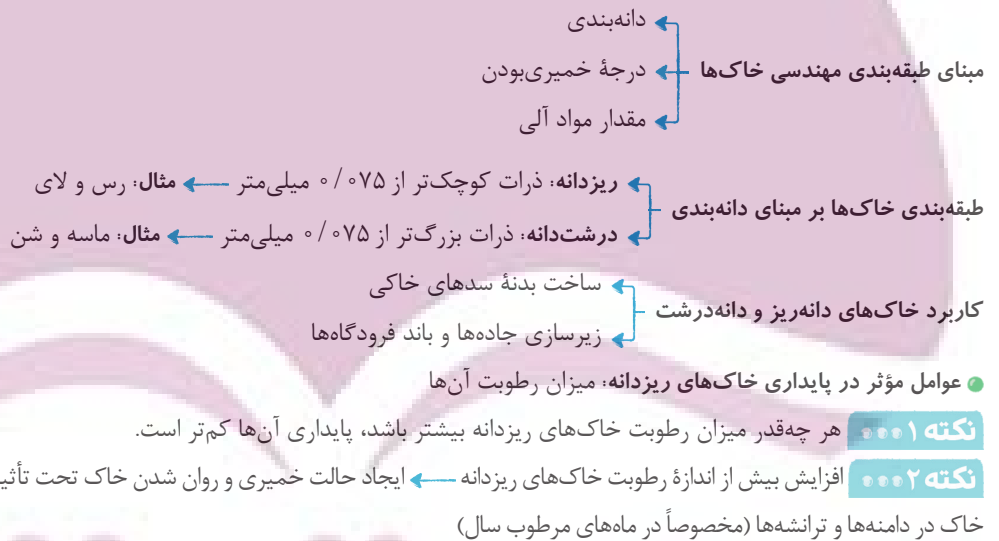 دانه‌بندی
مبنای طبقه‌بندی مهندسی خاک‌ها
درجهٔ خمیری‌بودن
مقدار مواد آلی
ریزدانه: ذرات کوچک‌تر از ۰/۰۷۵ میلی‌متر ← مثال: رس و لای
طبقه‌بندی خاک‌ها بر مبنای دانه‌بندی
درشت‌دانه: ذرات بزرگ‌تر از ۰/۰۷۵ میلی‌متر ← مثال: ماسه و شن
ساخت بدنهٔ سدهای خاکی
کاربرد خاک‌های دانه‌ریز و دانه‌درشت
زیرسازی جاده‌ها و باند فرودگاه‌ها
عوامل مؤثر در پایداری خاک‌های ریزدانه: میزان رطوبت آن‌ها
نکته ۱ هر چه‌قدر میزان رطوبت خاک‌های ریزدانه بیشتر باشد، پایداری آن‌ها کم‌تر است.
نکته ۲ افزایش بیش از اندازهٔ رطوبت خاک‌های ریزدانه ← ایجاد حالت خمیری و روان شدن خاک تحت
خاک در دامنه‌ها و ترانشه‌ها (مخصوصاً در ماه‌های مرطوب سال)